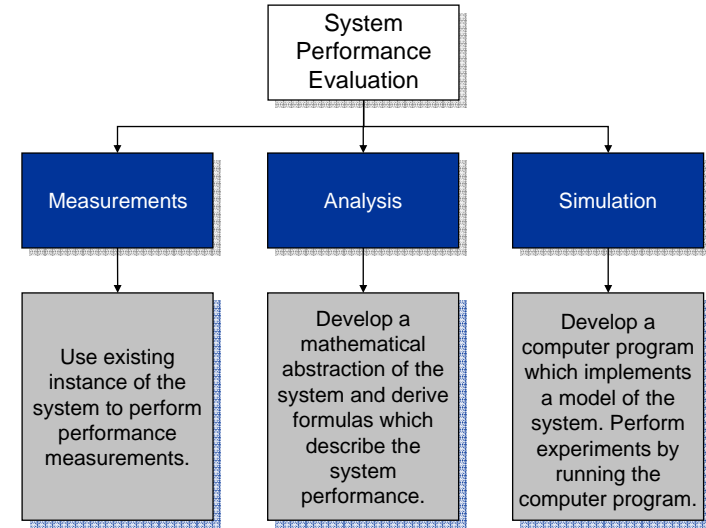 System
Performance
Evaluation
Measurements
Analysis
Simulation
Use existing
instance of the
system to perform
performance
measurements.
Develop a
mathematical
abstraction of the
system and derive
formulas which
describe the
system
performance.
Develop a
computer program
which implements
a model of the
system. Perform
experiments by
running the
computer program.